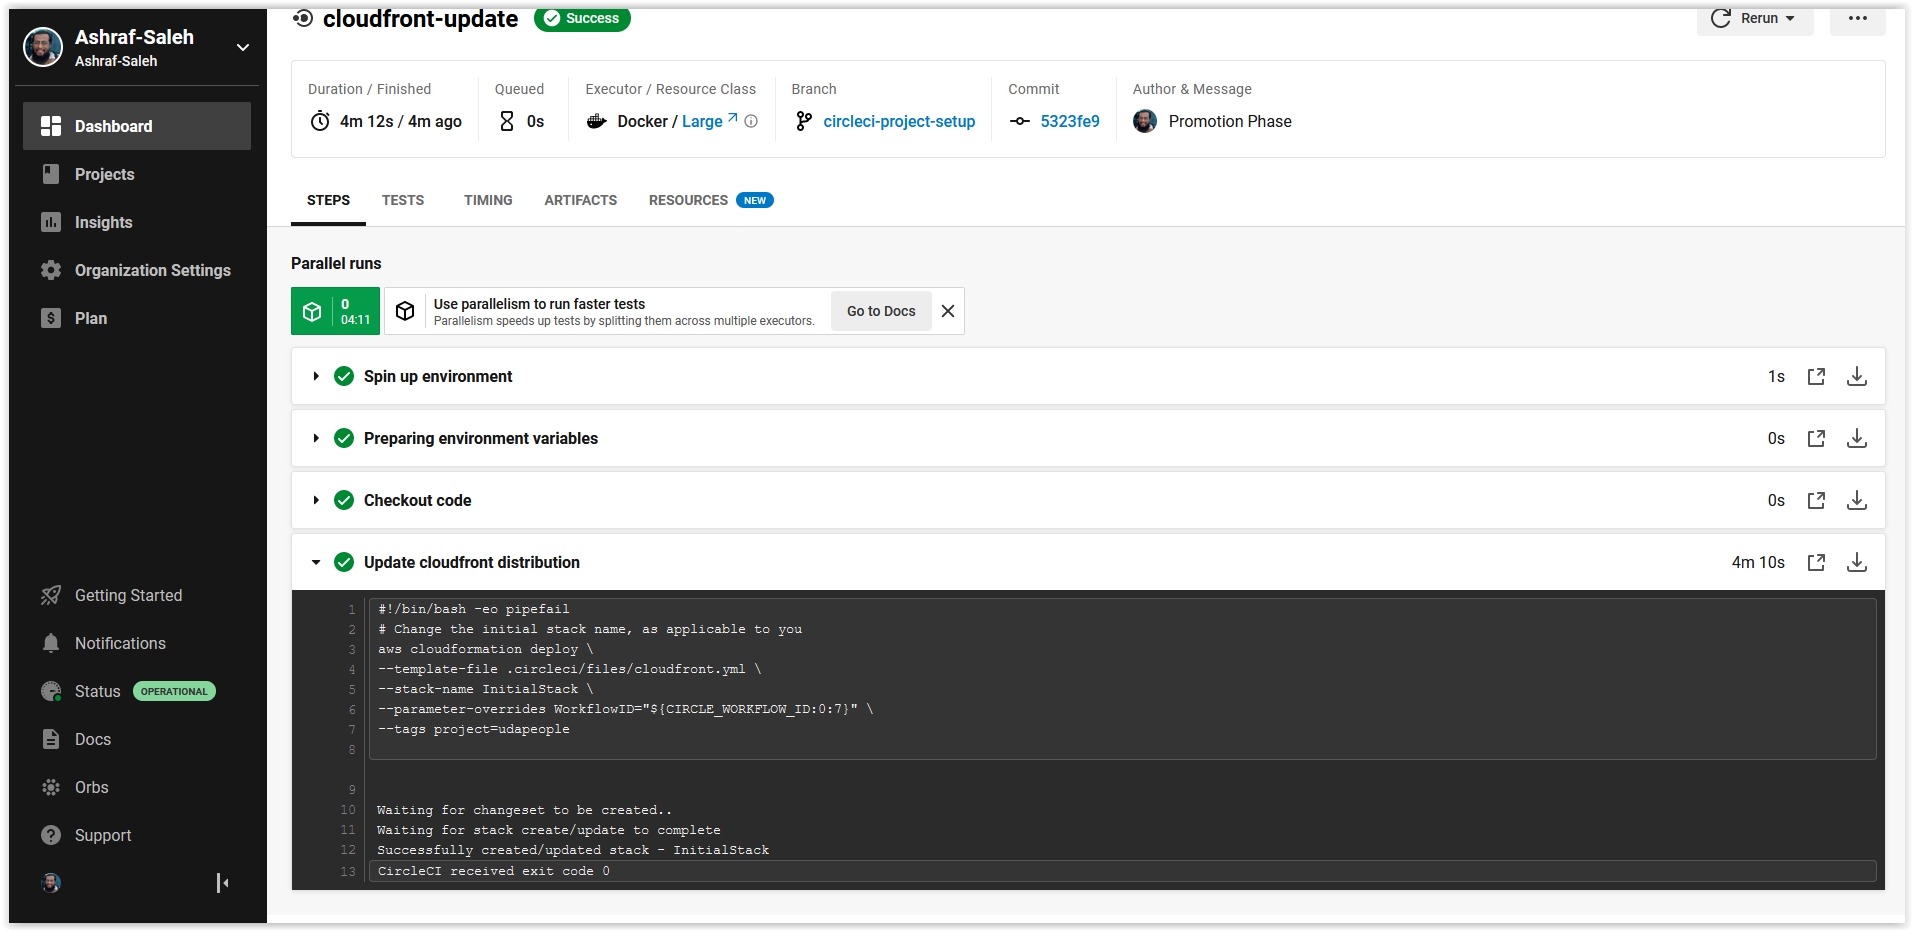 Ashraf-Saleh
Ashraf-Saleh
Dashboard
Projects
Insights
Organization Settings
Plan
Getting Started
Notifications
Status OPERATIONAL
Docs
Orbs
Support
cloudfront-update Success
Rerun
Duration / Finished
4m 12s / 4m ago
Queued
0s
Executor / Resource Class
Docker / Large
Branch
circleci-project-setup
Commit
5323fe9
Author & Message
Promotion Phase
STEPS TESTS TIMING ARTIFACTS RESOURCES NEW
Parallel runs
0
04:11
Use parallelism to run faster tests
Parallelism speeds up tests by splitting them across multiple executors.
Go to Docs
Spin up environment 1s
Preparing environment variables 0s
Checkout code 0s
Update cloudfront distribution 4m 10s
1 #!/bin/bash -eo pipefail
2 # Change the initial stack name, as applicable to you
3 aws cloudformation deploy \
4 --template-file .circleci/files/cloudfront.yml \
5 --stack-name InitialStack \
6 --parameter-overrides WorkflowID="${CIRCLE_WORKFLOW_ID:0:7}" \
7 --tags project=udapeople
8
9
10 Waiting for changeset to be created..
11 Waiting for stack create/update to complete
12 Successfully created/updated stack - InitialStack
13 CircleCI received exit code 0